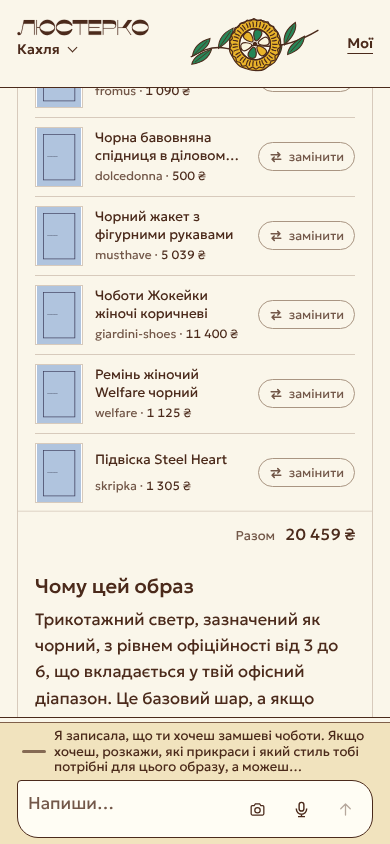 ЛЮСТЕРКО
Кахля
Мої
fromus · 1 090 ₴
Чорна бавовняна
спідниця в діловом…
dolcedonna · 500 ₴
замінити
Чорний жакет з
фігурними рукавами
musthave · 5 039 ₴
замінити
Чоботи Жокейки
жіночі коричневі
giardini-shoes · 11 400 ₴
замінити
Ремінь жіночий
Welfare чорний
welfare · 1 125 ₴
замінити
Підвіска Steel Heart
skripka · 1 305 ₴
замінити
Разом 20 459 ₴
Чому цей образ
Трикотажний светр, зазначений як
чорний, з рівнем офіційності від 3 до
6, що вкладається у твій офісний
діапазон. Це базовий шар, а якщо
Я записала, що ти хочеш замшеві чоботи. Якщо
хочеш, розкажи, які прикраси і який стиль тобі
потрібні для цього образу, а можеш…
Напиши…